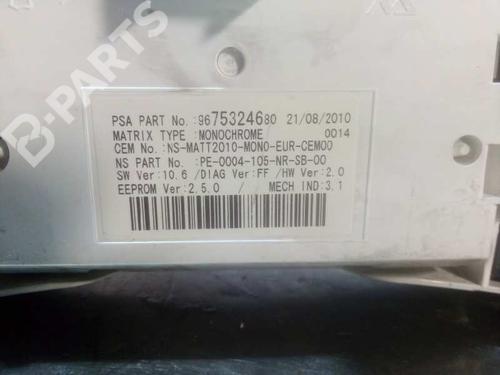 B-PARTS
PSA PART No.:9675324680 21/08/2010
MATRIX TYPE :MONOCHROME 0014
CEM No.:NS-MATT2010-MONO-EUR-CEM00
NS PART No. :PE-0004-105-NR-SB-00
SW Ver:10.6 /DIAG Ver:FF /HW Ver:2.0
EEPROM Ver:2.5.0 / MECH IND:3.1